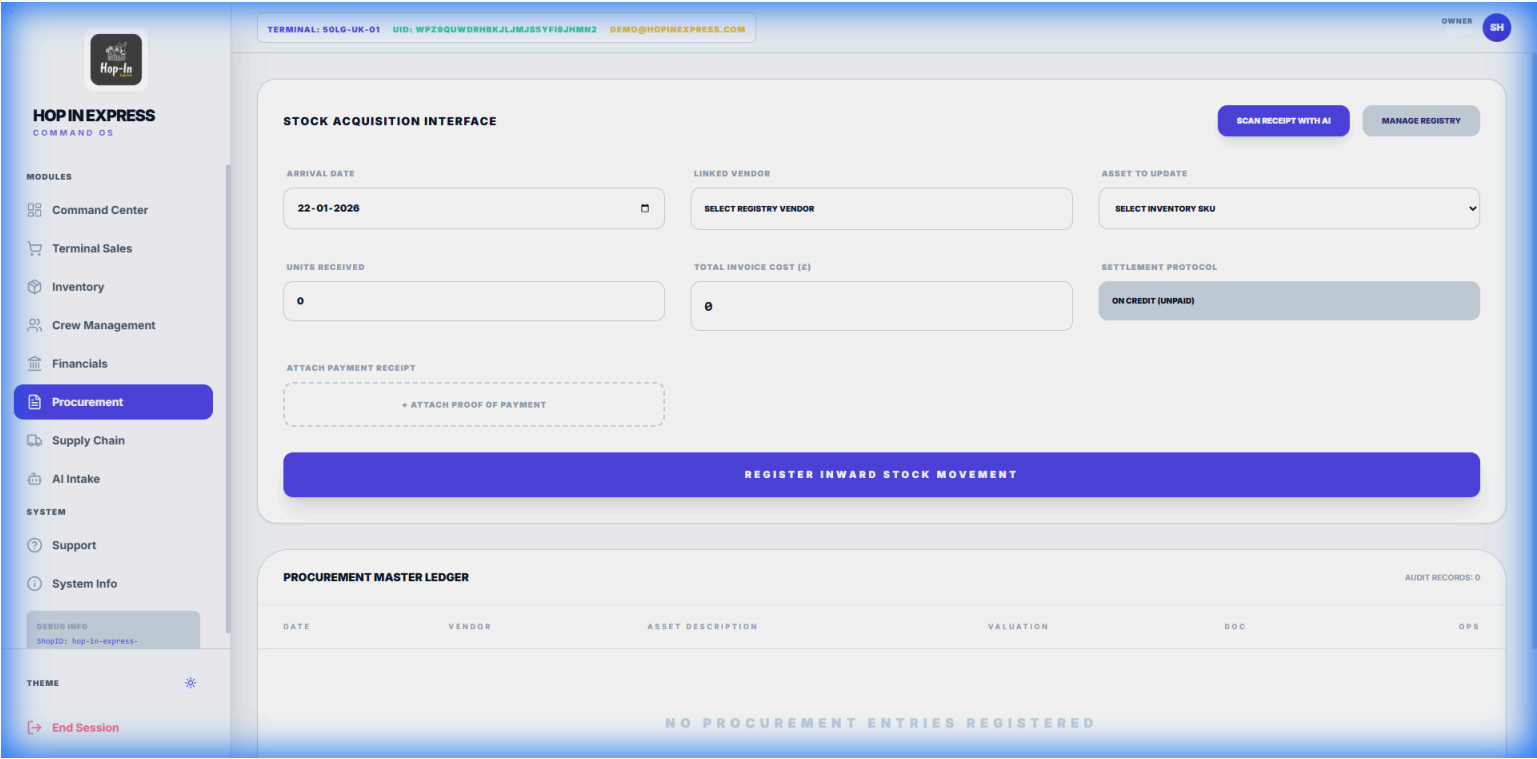 Hop-In
Express
HOP IN EXPRESS
COMMAND OS
MODULES
Command Center
Terminal Sales
Inventory
Crew Management
Financials
Procurement
Supply Chain
AI Intake
SYSTEM
Support
System Info
DEBUG INFO
ShopID: hop-in-express-
THEME
End Session
TERMINAL: 50LG-UK-01 UID: WPZ9QUWDRHBKJLJMJS5YFI9JHMN2 DEMO@HOPINEXPRESS.COM
OWNER
SH
STOCK ACQUISITION INTERFACE
SCAN RECEIPT WITH AI
MANAGE REGISTRY
ARRIVAL DATE
22-01-2026
LINKED VENDOR
SELECT REGISTRY VENDOR
ASSET TO UPDATE
SELECT INVENTORY SKU
UNITS RECEIVED
0
TOTAL INVOICE COST (£)
0
SETTLEMENT PROTOCOL
ON CREDIT (UNPAID)
ATTACH PAYMENT RECEIPT
+ ATTACH PROOF OF PAYMENT
REGISTER INWARD STOCK MOVEMENT
PROCUREMENT MASTER LEDGER
AUDIT RECORDS: 0
DATE VENDOR ASSET DESCRIPTION VALUATION DOC OPS
NO PROCUREMENT ENTRIES REGISTERED